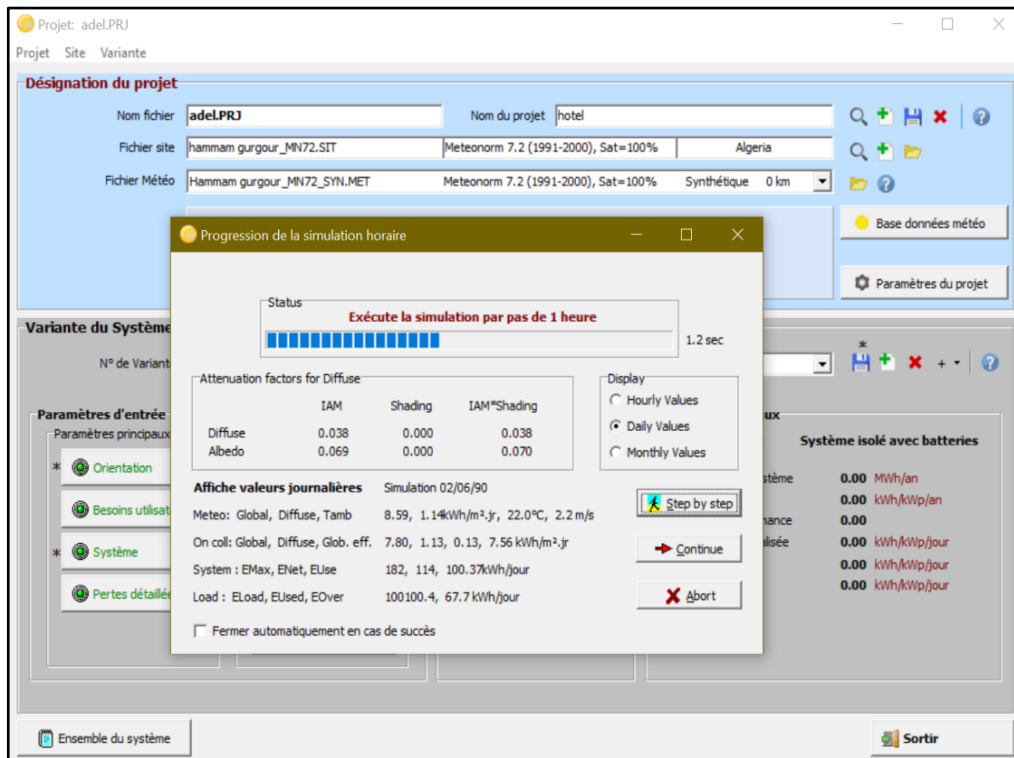 Projet: adel.PRJ
Projet Site Variante
Désignation du projet
Nom fichier adel.PRJ Nom du projet hotel
Fichier site hammam gurgour_MN72.SIT Meteonorm 7.2 (1991-2000), Sat=100% Algeria
Fichier Météo Hammam gurgour_MN72_SYN.MET Meteonorm 7.2 (1991-2000), Sat=100% Synthétique 0 km
Base données météo
Paramètres du projet
Progression de la simulation horaire
Status
Exécute la simulation par pas de 1 heure
1.2 sec
Attenuation factors for Diffuse
IAM Shading IAM*Shading
Diffuse 0.038 0.000 0.038
Albedo 0.069 0.000 0.070
Display
Hourly Values
Daily Values
Monthly Values
Affiche valeurs journalières Simulation 02/06/90
Meteo: Global, Diffuse, Tamb 8.59, 1.14kWh/m².jr, 22.0°C, 2.2 m/s
On coll: Global, Diffuse, Glob. eff. 7.80, 1.13, 0.13, 7.56 kWh/m².jr
System : EMax, ENet, EUse 182, 114, 100.37kWh/jour
Load : ELoad, EUsed, EOver 100100.4, 67.7kWh/jour
Step by step
Continue
Abort
Fermer automatiquement en cas de succès
Variante du Système
N° de Variant
*
+
Paramètres d'entrée
Paramètres principaux
* Orientation
Besoins utilisat
* Système
Pertes détaillée
ux
Système isolé avec batteries
stème 0.00 MWh/an
0.00 kWh/kWp/an
mance 0.00
alisée 0.00 kWh/kWp/jour
0.00 kWh/kWp/jour
0.00 kWh/kWp/jour
Ensemble du système
Sortir